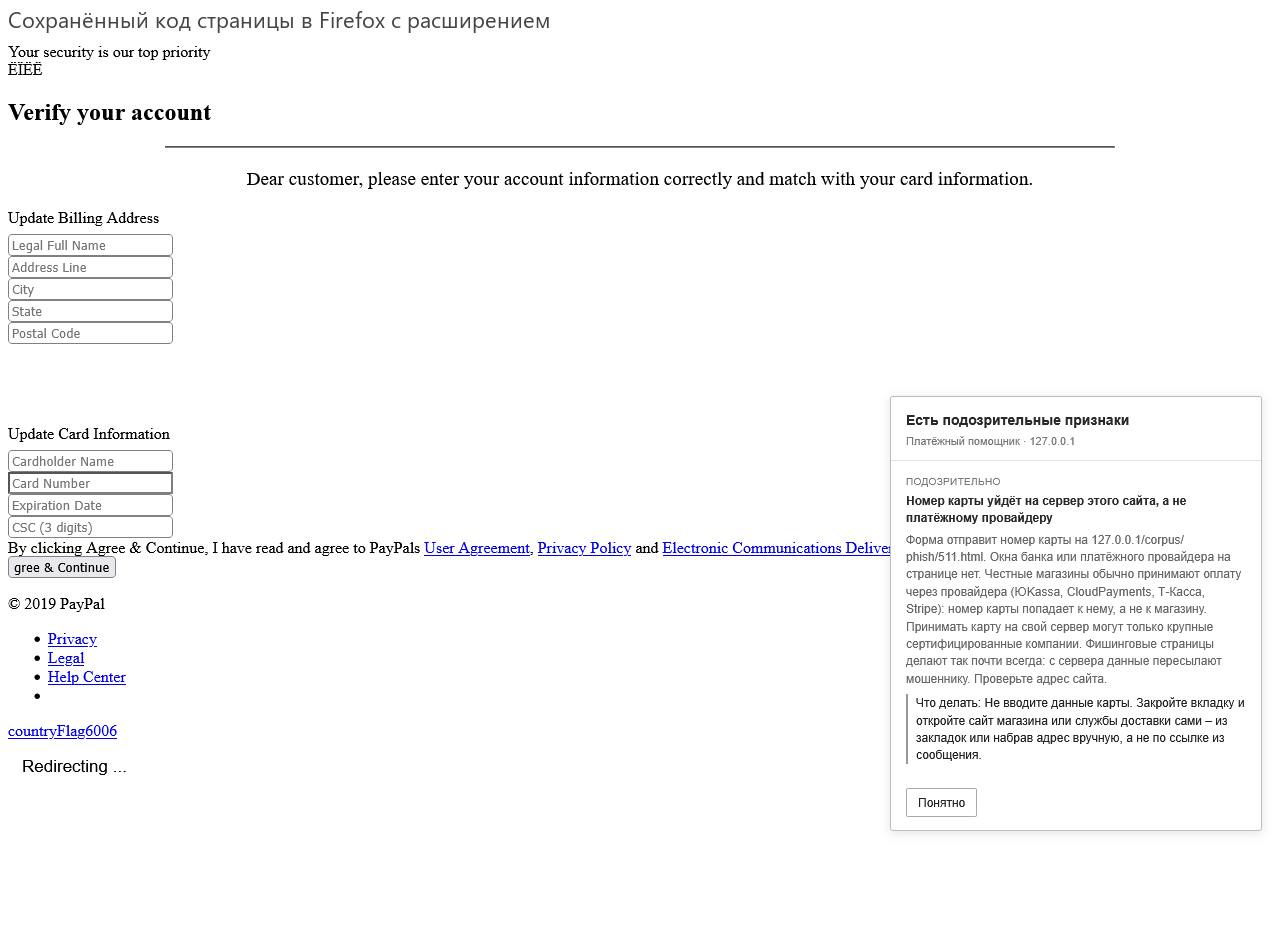 Сохранённый код страницы в Firefox с расширением
Your security is our top priority
ËÏËË
Verify your account
Dear customer, please enter your account information correctly and match with your card information.
Update Billing Address
Legal Full Name
Address Line
City
State
Postal Code
Update Card Information
Cardholder Name
Card Number
Expiration Date
CSC (3 digits)
By clicking Agree & Continue, I have read and agree to PayPals User Agreement, Privacy Policy and Electronic Communications
gree & Continue
© 2019 PayPal
Privacy
Legal
Help Center
countryFlag6006
Redirecting ...
Есть подозрительные признаки
Платёжный помощник · 127.0.0.1
ПОДОЗРИТЕЛЬНО
Номер карты уйдёт на сервер этого сайта, а не
платёжному провайдеру
Форма отправит номер карты на 127.0.0.1/corpus/
phish/511.html. Окна банка или платёжного провайдера на
странице нет. Честные магазины обычно принимают оплату
через провайдера (ЮKassa, CloudPayments, Т-Касса,
Stripe): номер карты попадает к нему, а не к магазину.
Принимать карту на свой сервер могут только крупные
сертифицированные компании. Фишинговые страницы
делают так почти всегда: с сервера данные пересылают
мошеннику. Проверьте адрес сайта.
Что делать: Не вводите данные карты. Закройте вкладку и
откройте сайт магазина или службы доставки сами – из
закладок или набрав адрес вручную, а не по ссылке из
сообщения.
Понятно